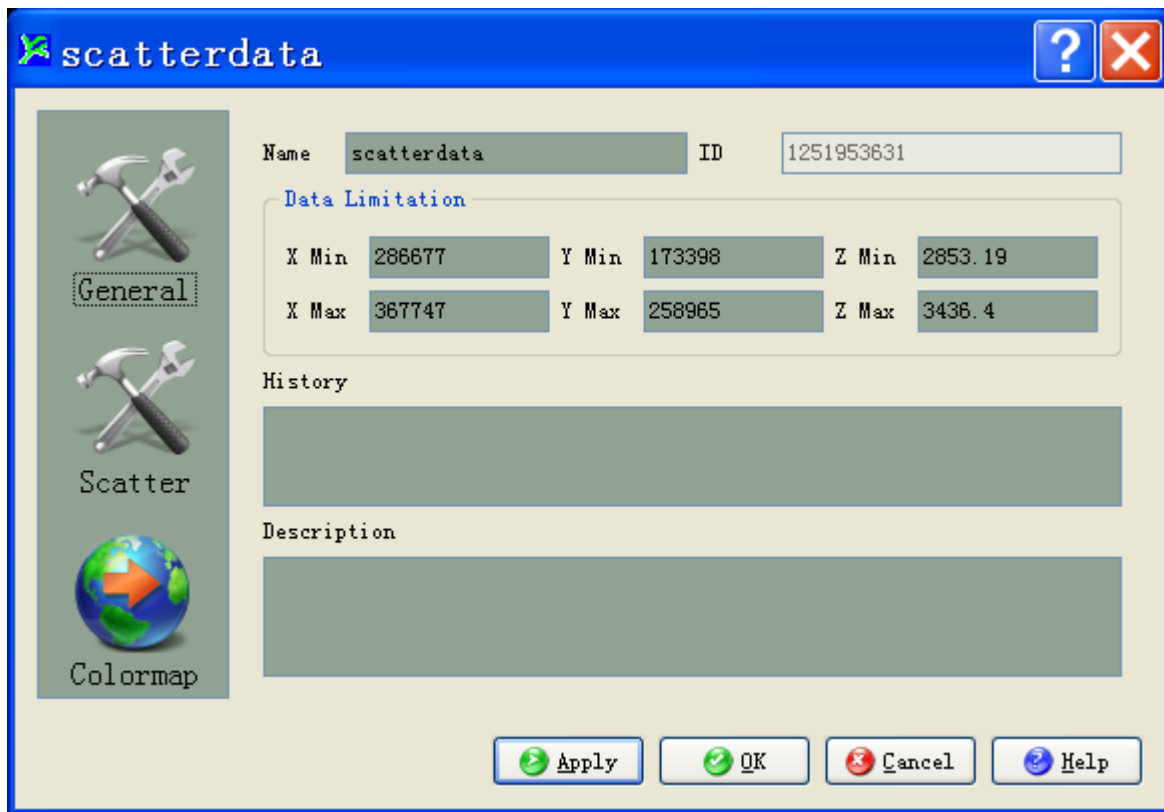 scatterdata
General
Scatter
Colormap
Name scatterdata ID 1251953631
Data Limitation
X Min 286677 Y Min 173398 Z Min 2853.19
X Max 367747 Y Max 258965 Z Max 3436.4
History
Description
Apply OK Cancel Help